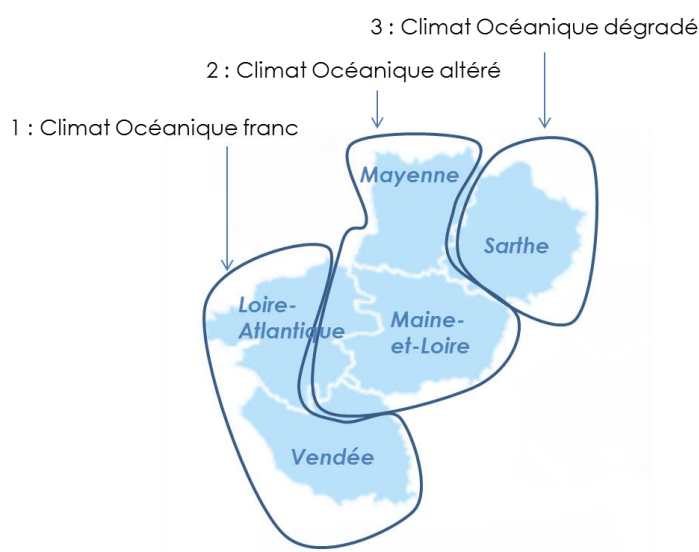 3 : Climat Océanique dégradé
2 : Climat Océanique altéré
1 : Climat Océanique franc
Mayenne
Sarthe
Loire-
Atlantique
Maine-
et-Loire
Vendée